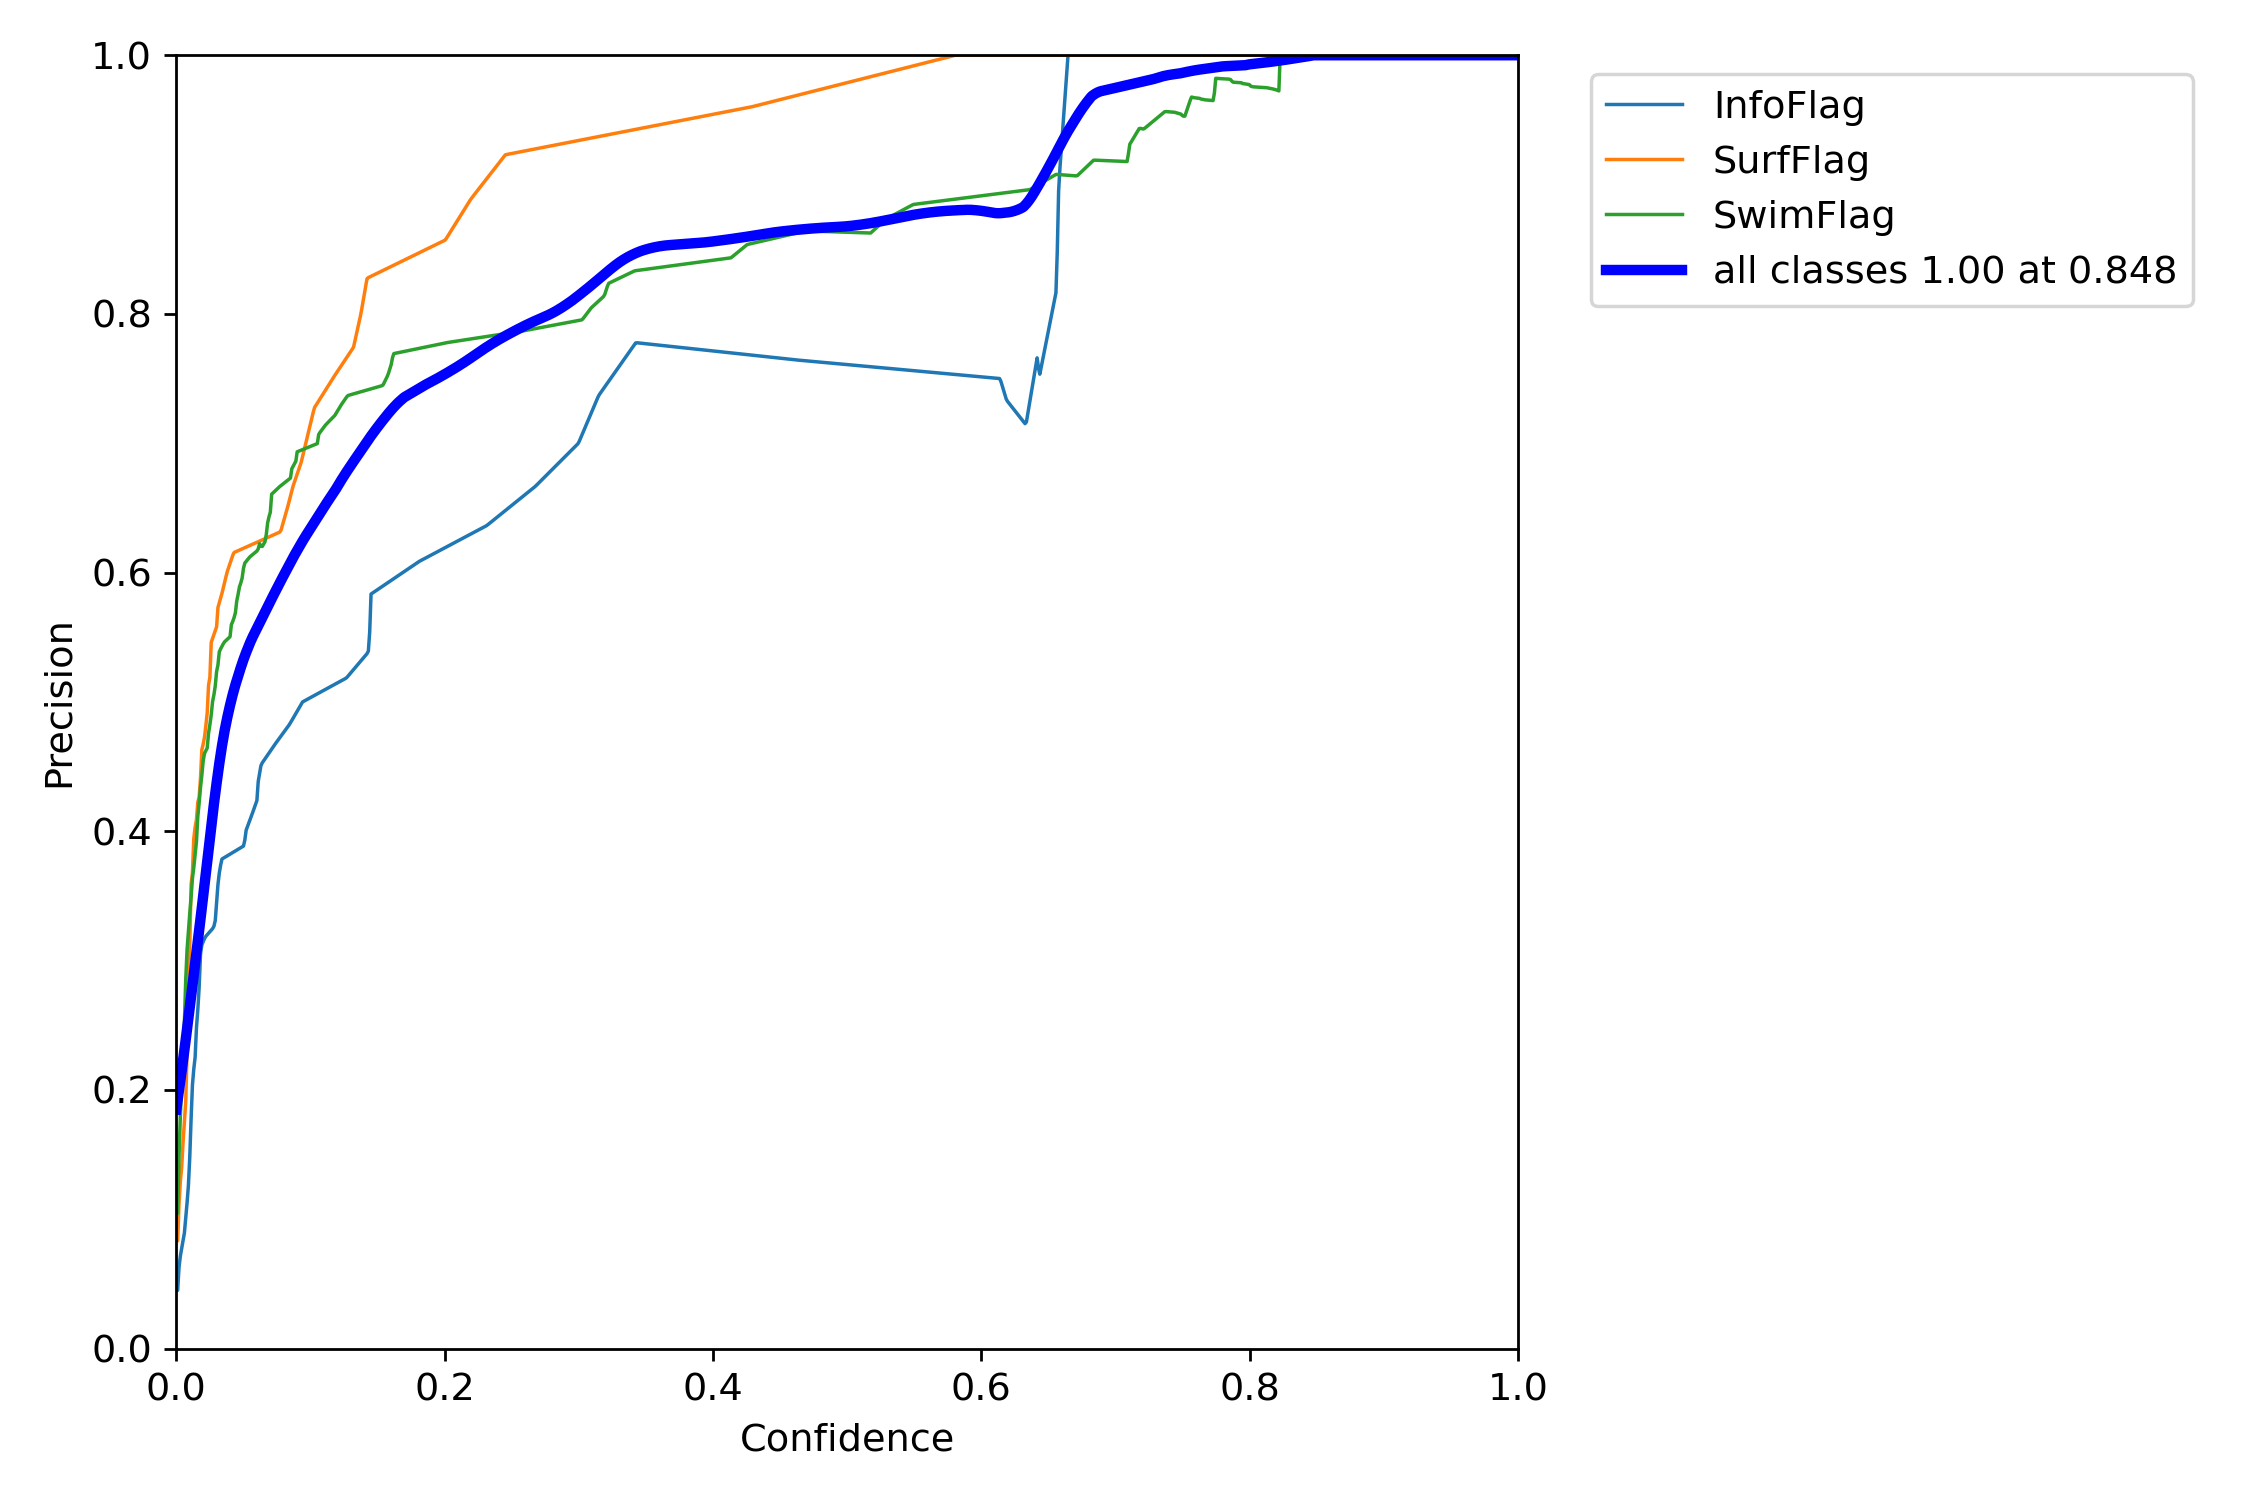 1.0
0.8
0.6
0.4
0.2
0.0
Precision
0.0 0.2 0.4 0.6 0.8 1.0
Confidence
InfoFlag
SurfFlag
SwimFlag
all classes 1.00 at 0.848